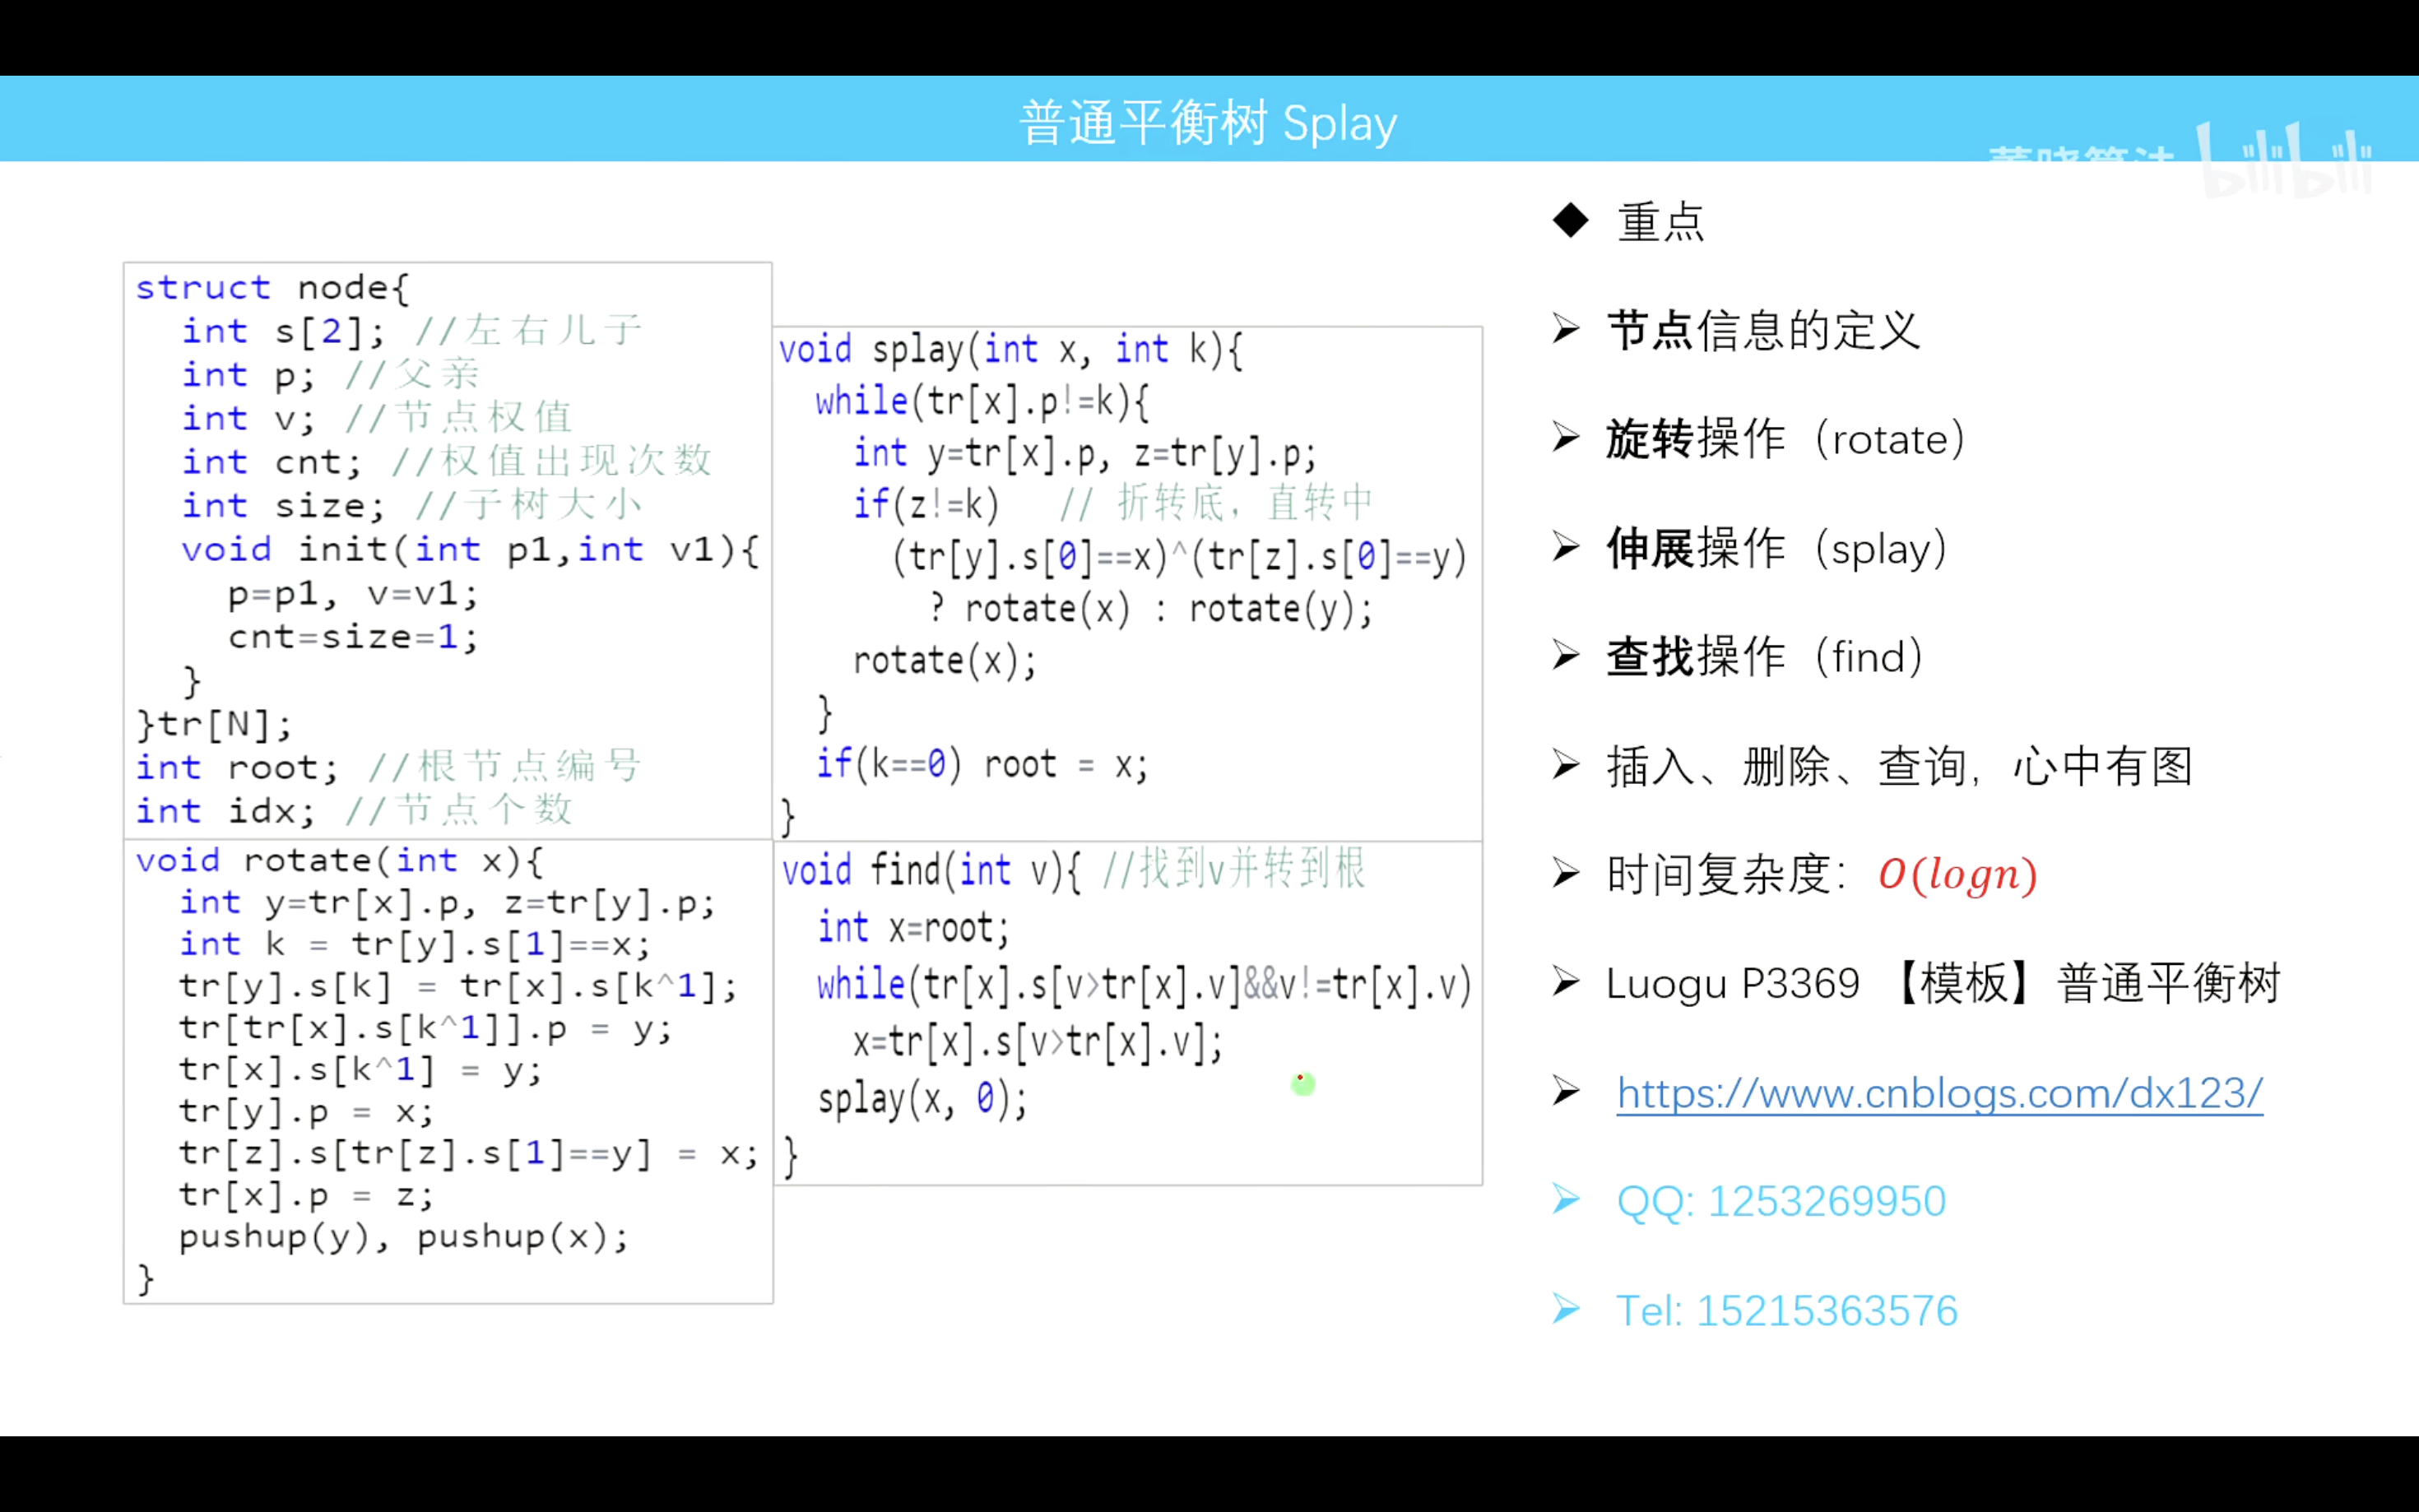 普通平衡树 Splay
bilibili
struct node{
int s[2]; //左右儿子
int p; //父亲
int v; //节点权值
int cnt; //权值出现次数
int size; //子树大小
void init(int p1,int v1){
p=p1, v=v1;
cnt=size=1;
}
}tr[N];
int root; //根节点编号
int idx; //节点个数
void rotate(int x){
int y=tr[x].p, z=tr[y].p;
int k = tr[y].s[1]==x;
tr[y].s[k] = tr[x].s[k^1];
tr[tr[x].s[k^1]].p = y;
tr[x].s[k^1] = y;
tr[y].p = x;
tr[z].s[tr[z].s[1]==y] = x;
tr[x].p = z;
pushup(y), pushup(x);
}
void splay(int x, int k){
while(tr[x].p!=k){
int y=tr[x].p, z=tr[y].p;
if(z!=k) // 折转底，直转中
(tr[y].s[0]==x)^(tr[z].s[0]==y)
? rotate(x) : rotate(y);
rotate(x);
}
if(k==0) root = x;
}
void find(int v){ //找到v并转到根
int x=root;
while(tr[x].s[v>tr[x].v]&&v!=tr[x].v)
x=tr[x].s[v>tr[x].v];
splay(x, 0);
}
◆ 重点
➢ 节点信息的定义
➢ 旋转操作（rotate）
➢ 伸展操作（splay）
➢ 查找操作（find）
➢ 插入、删除、查询，心中有图
➢ 时间复杂度：O(logn)
➢ Luogu P3369 【模板】普通平衡树
➢ https://www.cnblogs.com/dx123/
➢ QQ: 1253269950
➢ Tel: 15215363576